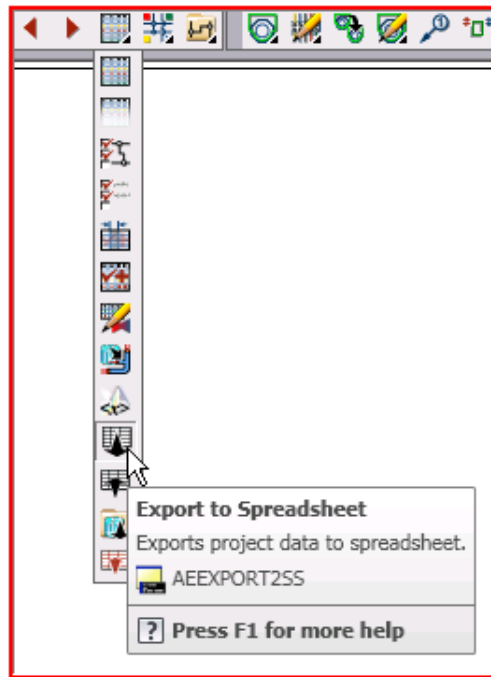 Export to Spreadsheet
Exports project data to spreadsheet.
AEEXPORT2SS
? Press F1 for more help